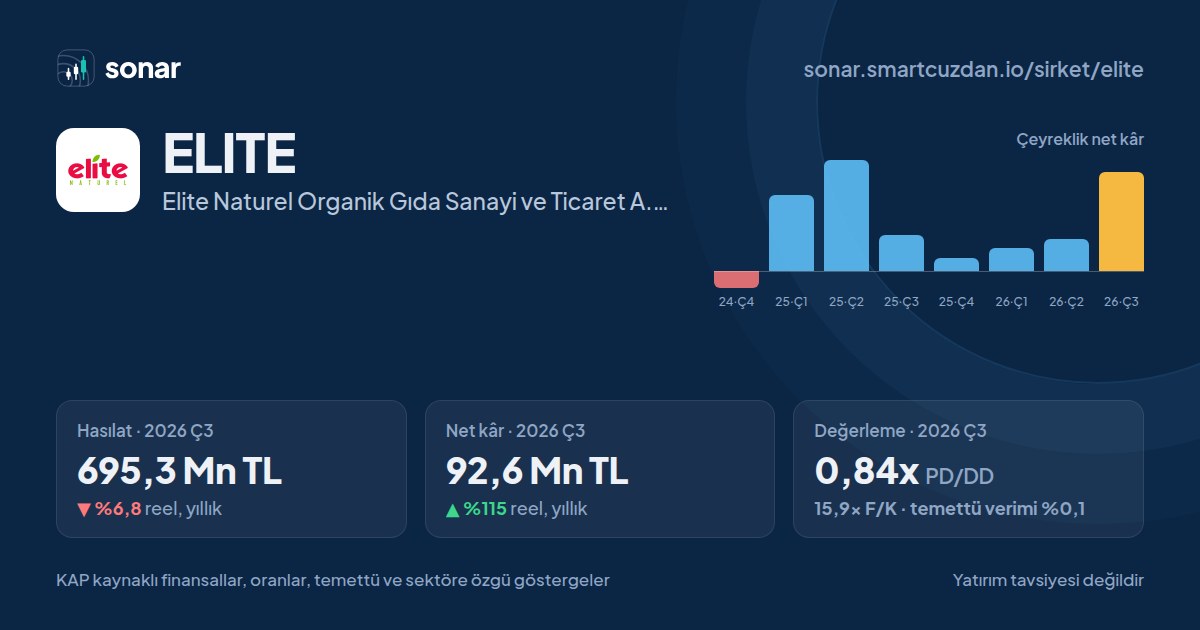 sonar
sonar.smartcuzdan.io/sirket/elite
elite
NATUREL
ELITE
Elite Naturel Organik Gıda Sanayi ve Ticaret A.…
Çeyreklik net kâr
24·Ç4 25·Ç1 25·Ç2 25·Ç3 25·Ç4 26·Ç1 26·Ç2 26·Ç3
Hasılat · 2026 Ç3
695,3 Mn TL
▼ %6,8 reel, yıllık
Net kâr · 2026 Ç3
92,6 Mn TL
▲ %115 reel, yıllık
Değerleme · 2026 Ç3
0,84x PD/DD
15,9× F/K · temettü verimi %0,1
KAP kaynaklı finansallar, oranlar, temettü ve sektöre özgü göstergeler
Yatırım tavsiyesi değildir